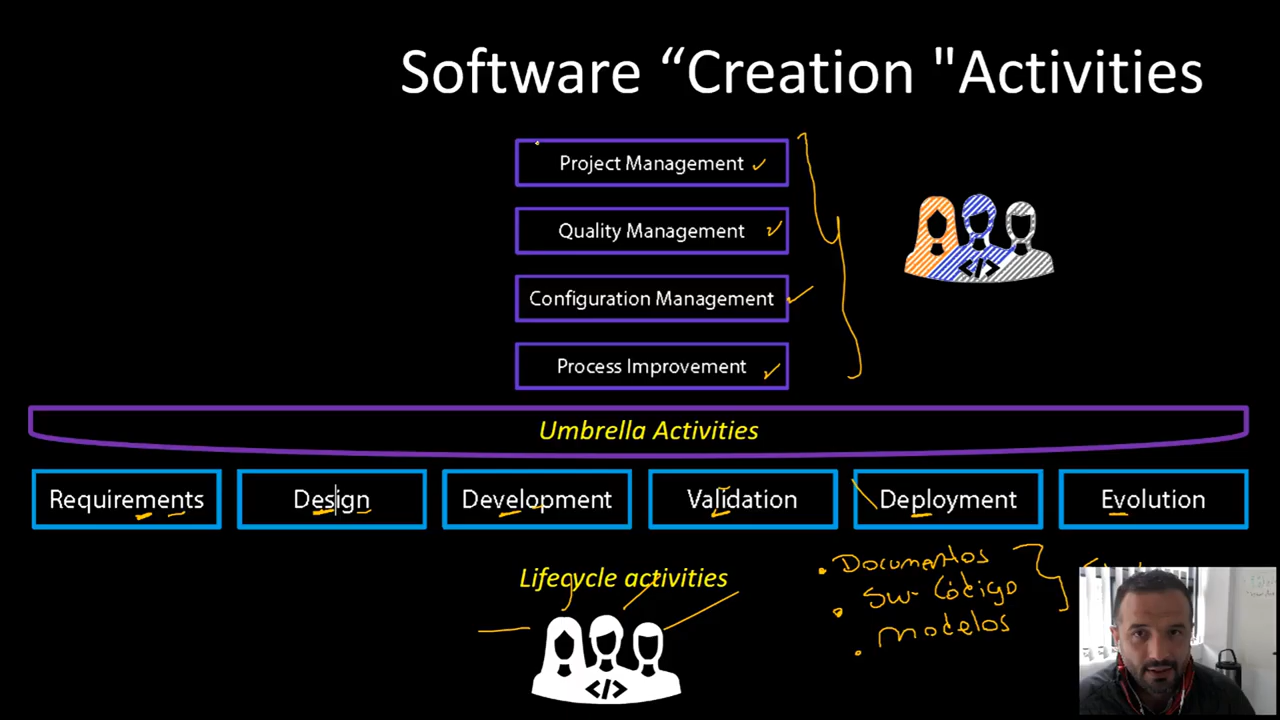 Software “Creation "Activities
Project Management
Quality Management
Configuration Management
Process Improvement
Umbrella Activities
Requirements
Design
Development
Validation
Deployment
Evolution
Lifecycle activities
</>
</>
• Documentos
• SW - Código
• Modelos